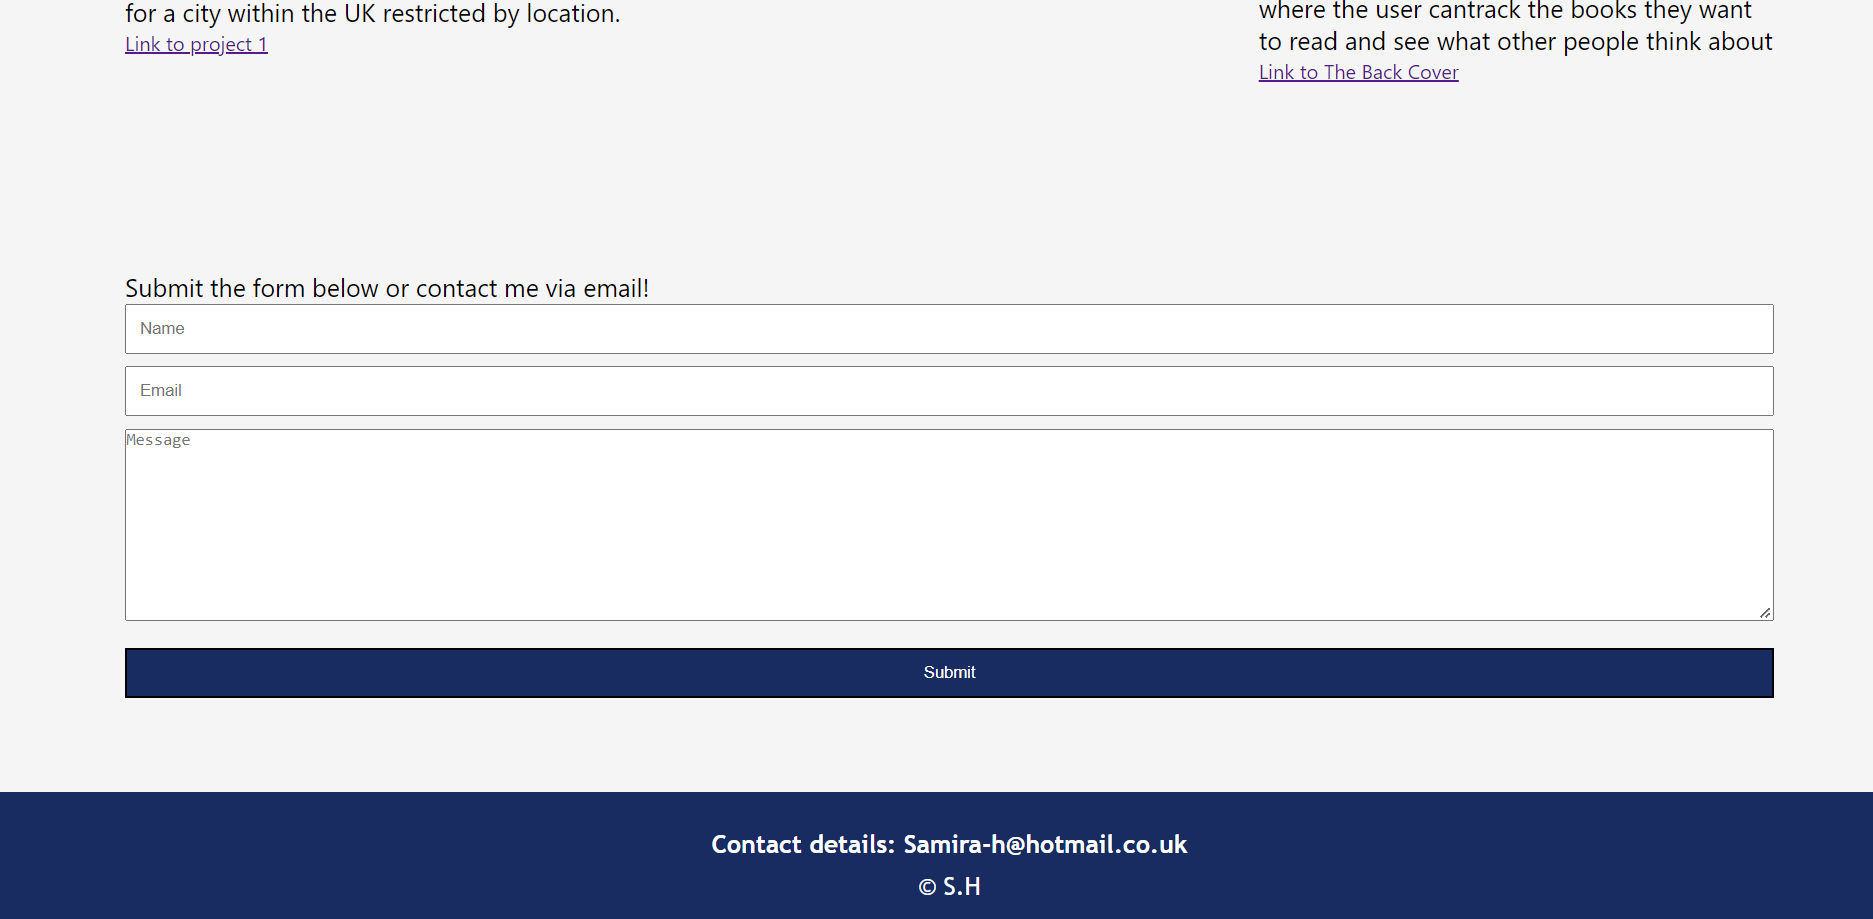 for a city within the UK restricted by location.
Link to project 1
where the user cantrack the books they want
to read and see what other people think about
Link to The Back Cover
Submit the form below or contact me via email!
Name
Email
Message
Submit
Contact details: Samira-h@hotmail.co.uk
© S.H